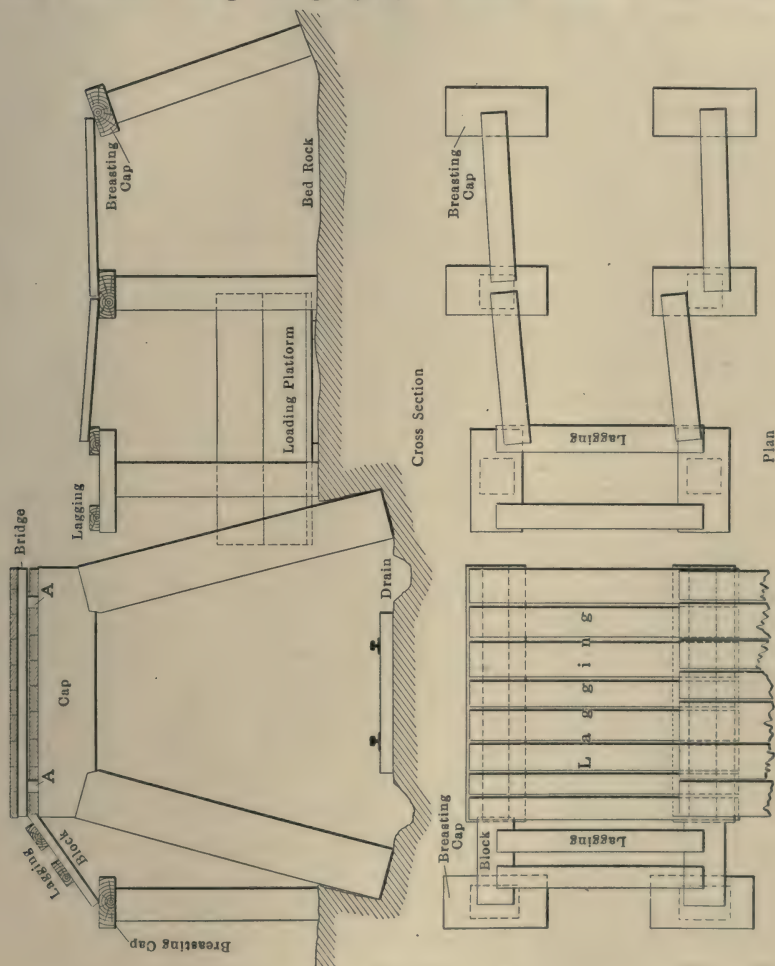 Bridge
A
A
Cap
Lagging
Block
Breasting Cap
Drain
Lagging
Loading Platform
Breasting
Cap
Bed Rock
Cross Section
Breasting
Cap
Block
Lagging
Lagging
Lagging
Breasting
Cap
Plan